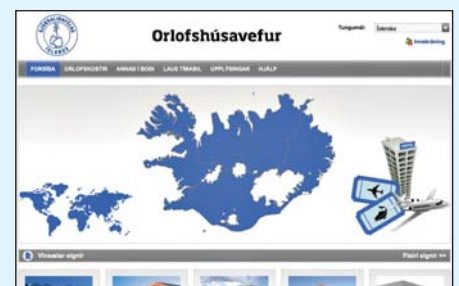 Orlofshúsavefur
Tungumál: Íslenska
Innskráning
FORSÍÐA ORLOFSKOSTIR ANNAÐ Í BOÐI LAUS TÍMABIL UPPLÝSINGAR HJÁLP
Vinsælar eignir
Fleiri eignir >>